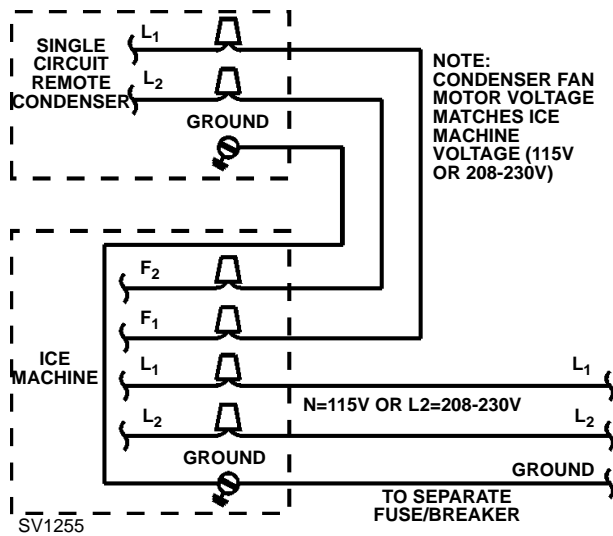 SINGLE
CIRCUIT
REMOTE
CONDENSER
L1
L2
GROUND
NOTE:
CONDENSER FAN
MOTOR VOLTAGE
MATCHES ICE
MACHINE
VOLTAGE (115V
OR 208-230V)
ICE
MACHINE
F2
F1
L1
L1
N=115V OR L2=208-230V
L2
L2
GROUND
GROUND
TO SEPARATE
FUSE/BREAKER
SV1255